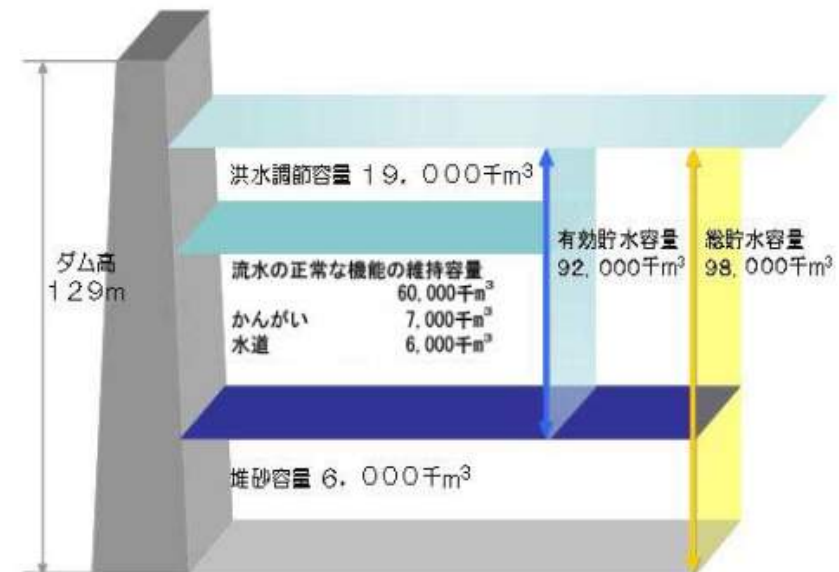 洪水調節容量 19，000千m³
ダム高
129m
流水の正常な機能の維持容量
60,000千m³
かんがい 7,000千m³
水道 6,000千m³
有効貯水容量
92，000千m³
総貯水容量
98，000千m³
堆砂容量 6，000千m³